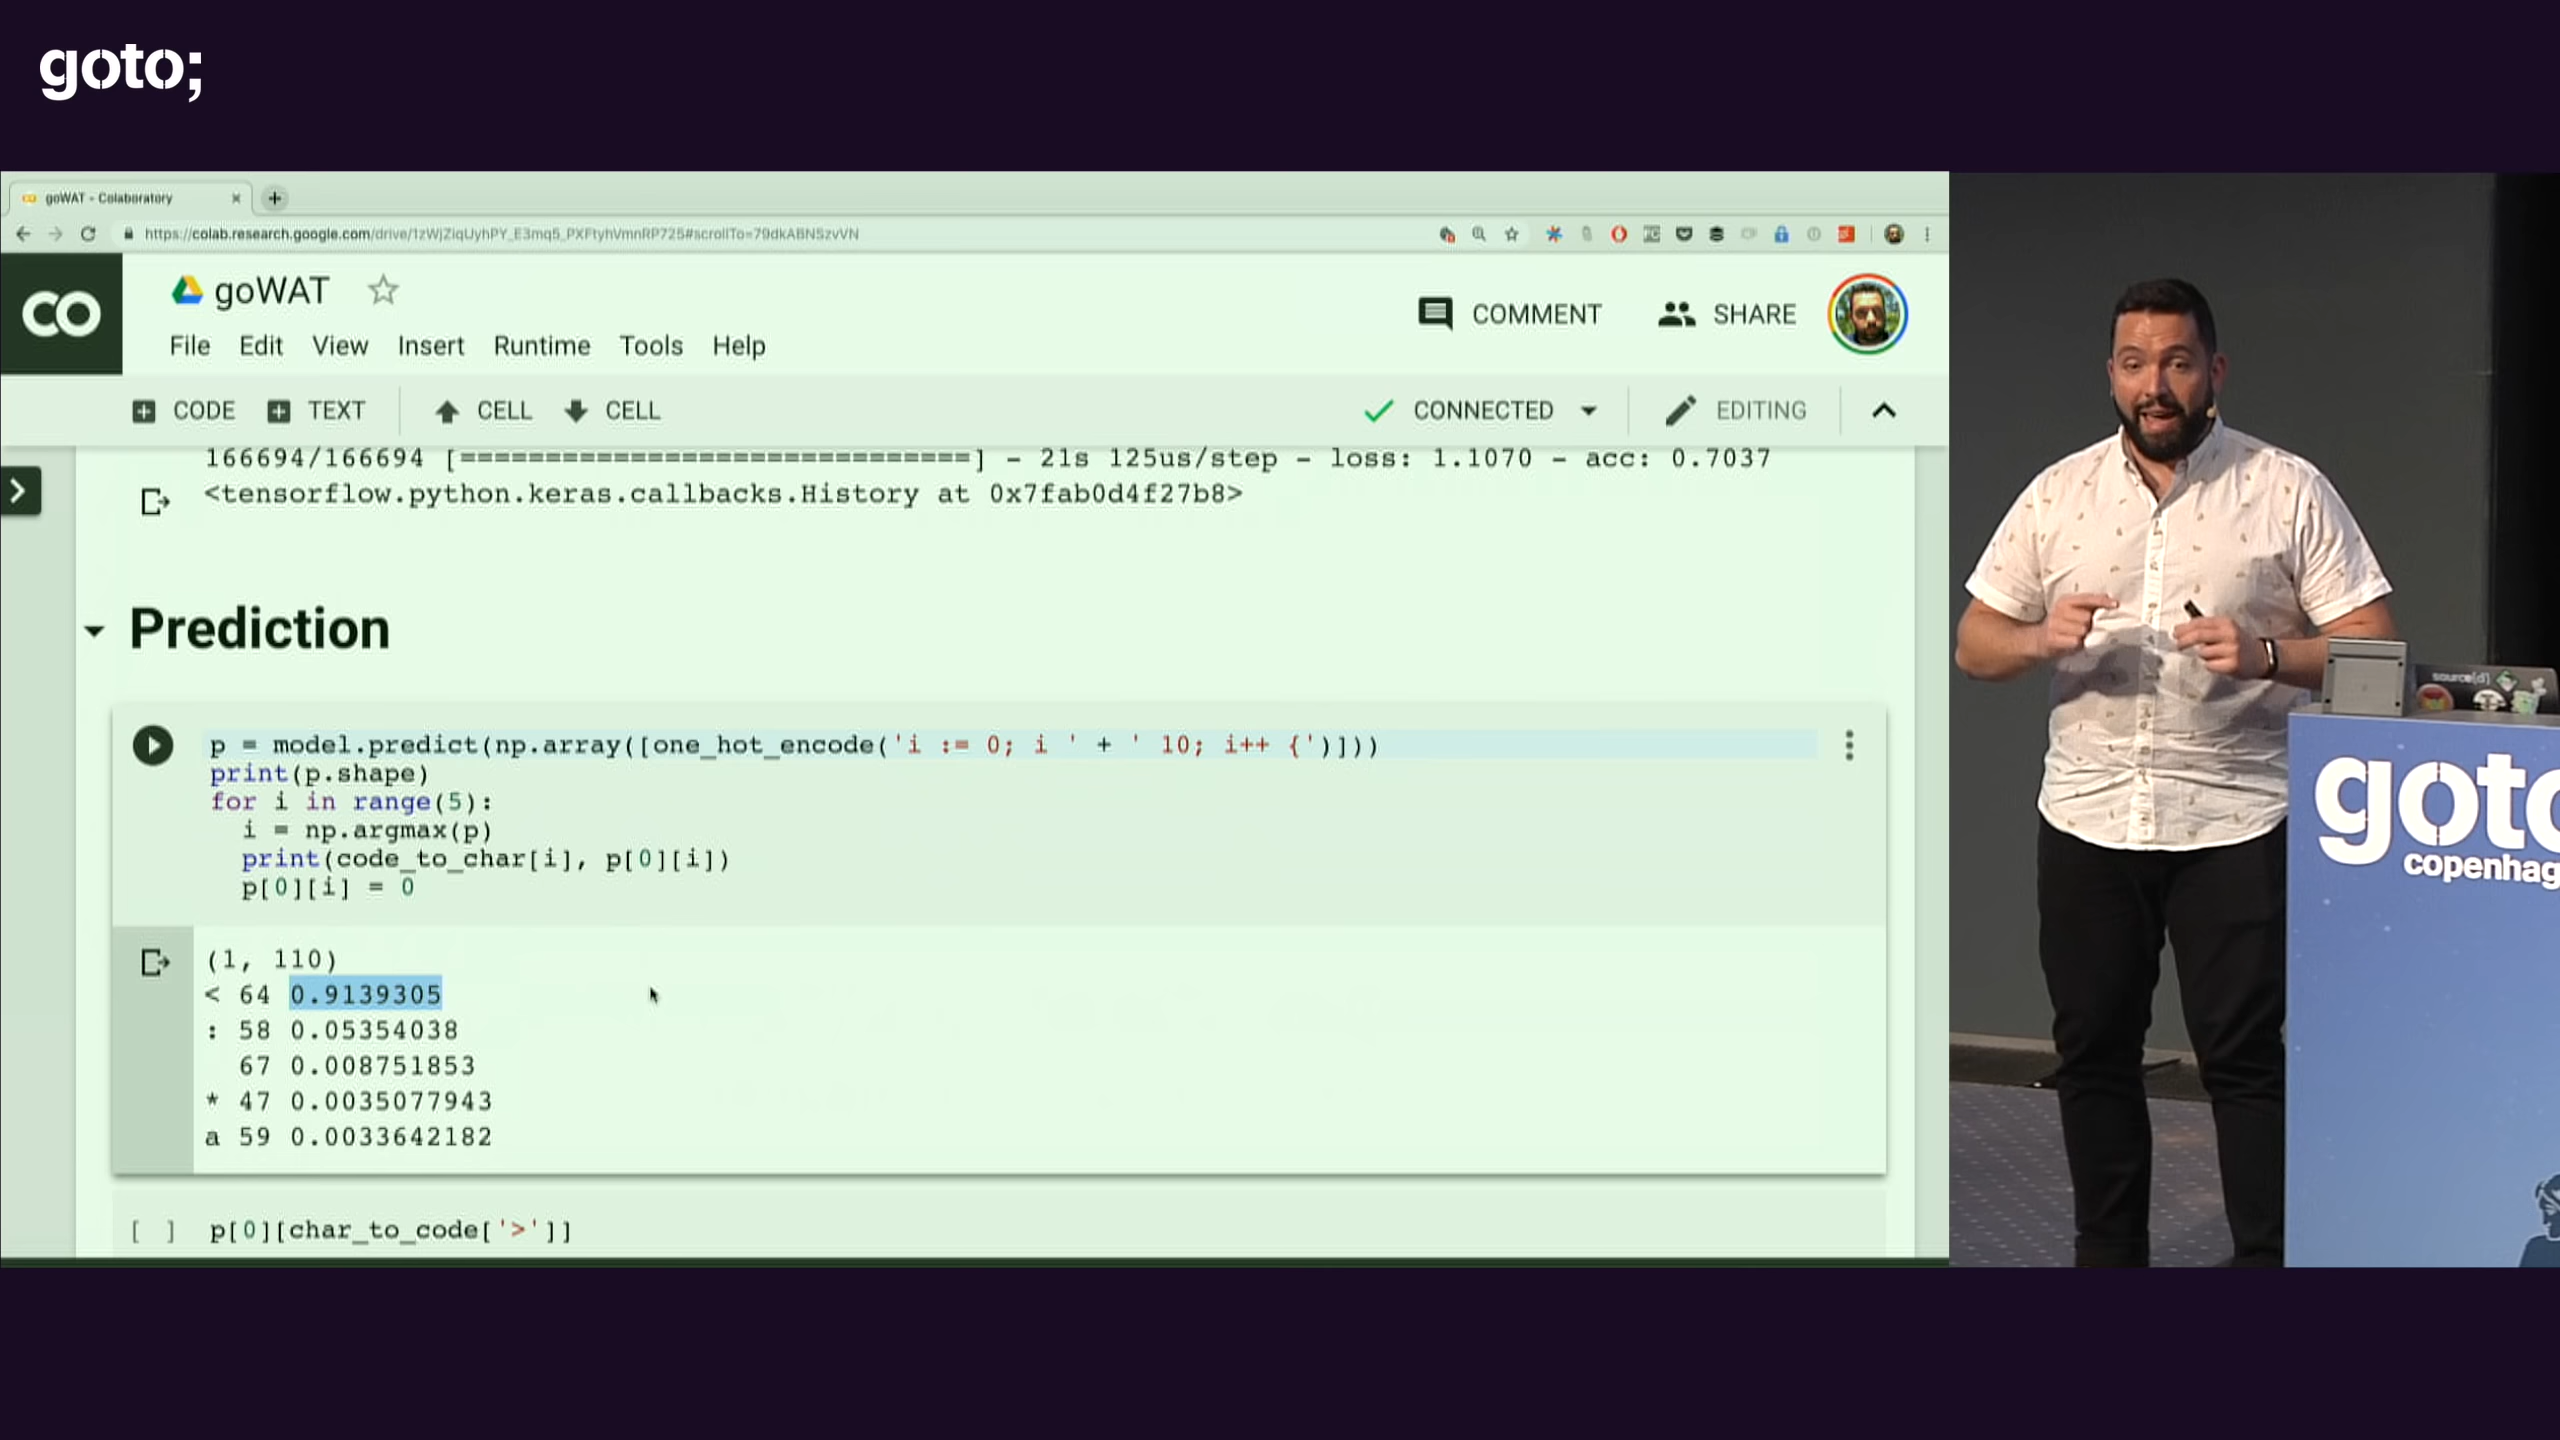 goto;
goWAT - Colaboratory
https://colab.research.google.com/drive/1zWjZiqUyhPY_E3mq5_PXFtyhVmnRP725#scrollTo=79dkABNSzvVN
CO
goWAT
COMMENT
SHARE
File Edit View Insert Runtime Tools Help
CODE
TEXT
CELL
CELL
CONNECTED
EDITING
166694/166694 [==============================] - 21s 125us/step - loss: 1.1070 - acc: 0.7037
<tensorflow.python.keras.callbacks.History at 0x7fab0d4f27b8>
Prediction
p = model.predict(np.array([one_hot_encode('i := 0; i ' + ' 10; i++ {')]))
print(p.shape)
for i in range(5):
  i = np.argmax(p)
  print(code_to_char[i], p[0][i])
  p[0][i] = 0
(1, 110)
< 64 0.9139305
: 58 0.05354038
67 0.008751853
* 47 0.0035077943
a 59 0.0033642182
[ ] p[0][char_to_code['>']]
source{d}
goto
copenhag